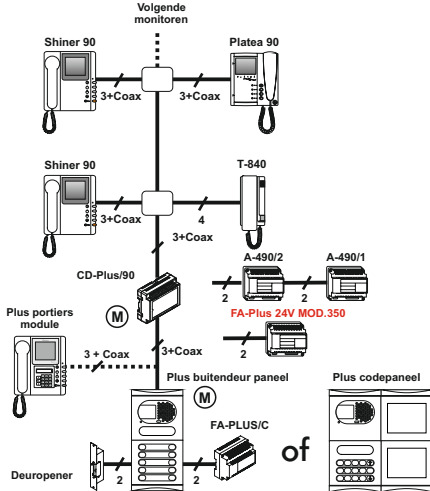 Volgende
monitoren
Shiner 90
Platea 90
3+Coax
3+Coax
Shiner 90
T-840
3+Coax
4
3+Coax
A-490/2
A-490/1
CD-Plus/90
2
2
FA-Plus 24V MOD.350
M
Plus portiers
module
2
3+Coax
3 + Coax
Plus buitendeur paneel
Plus codepaneel
M
FA-PLUS/C
of
Deuropener
2
2